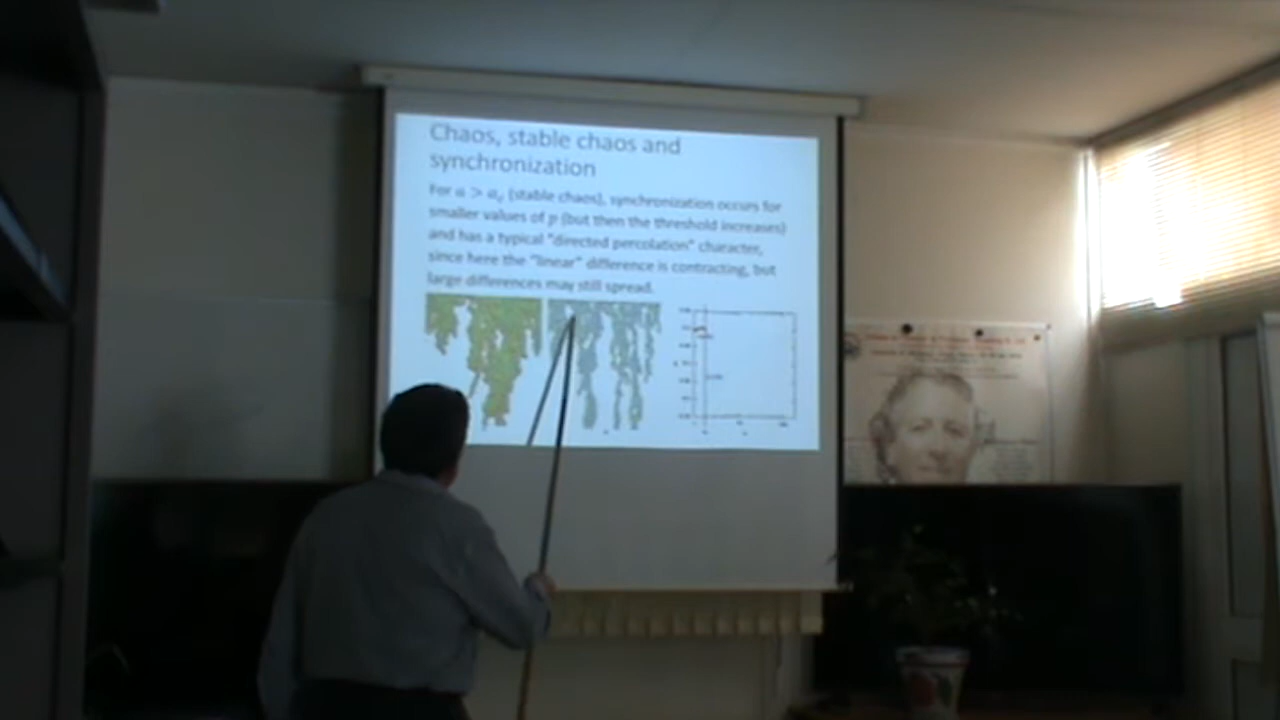 Chaos, stable chaos and
synchronization
For a > a_c (stable chaos), synchronization occurs for
smaller values of p (but then the threshold increases)
and has a typical "directed percolation" character,
since here the "linear" difference is contracting, but
large differences may still spread.